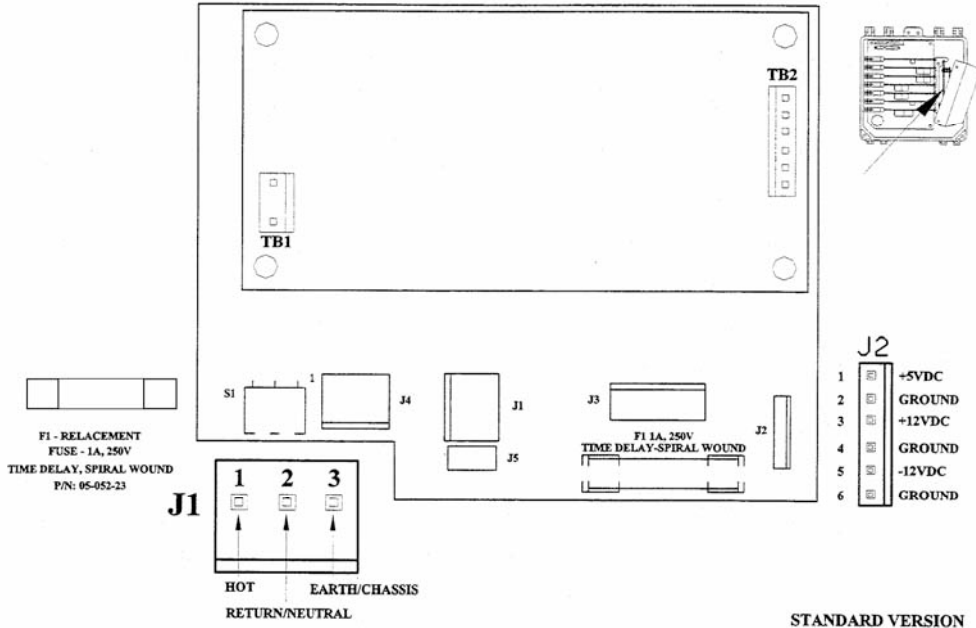 TB2
TB1
S1
1
J4
J1
J5
J3
F1 1A, 250V
TIME DELAY-SPIRAL WOUND
J2
F1 - RELACEMENT
FUSE - 1A, 250V
TIME DELAY, SPIRAL WOUND
P/N: 05-052-23
J1
1 2 3
HOT
RETURN/NEUTRAL
EARTH/CHASSIS
J2
1 +5VDC
2 GROUND
3 +12VDC
4 GROUND
5 -12VDC
6 GROUND
STANDARD VERSION